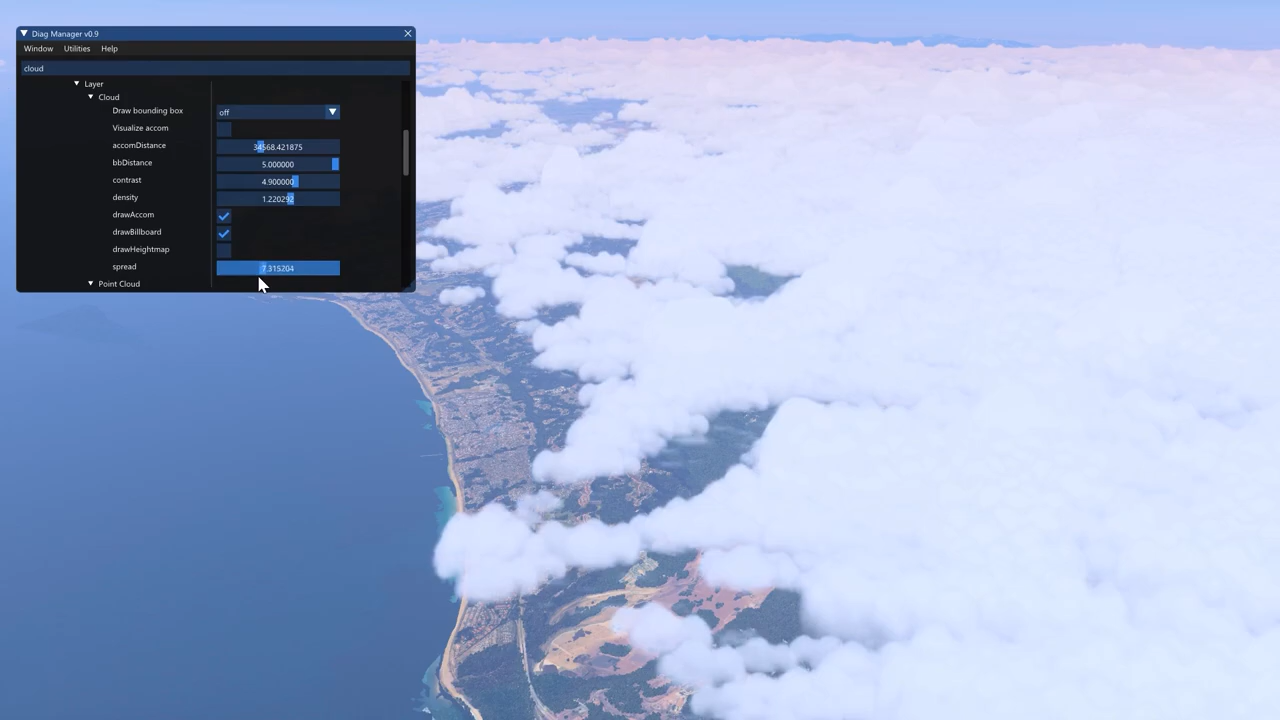 Diag Manager v0.9
Window Utilities Help
cloud
Layer
Cloud
Draw bounding box off
Visualize accom
accomDistance 34568.421875
bbDistance 5.000000
contrast 4.900000
density 1.220292
drawAccom
drawBillboard
drawHeightmap
spread 7.315204
Point Cloud